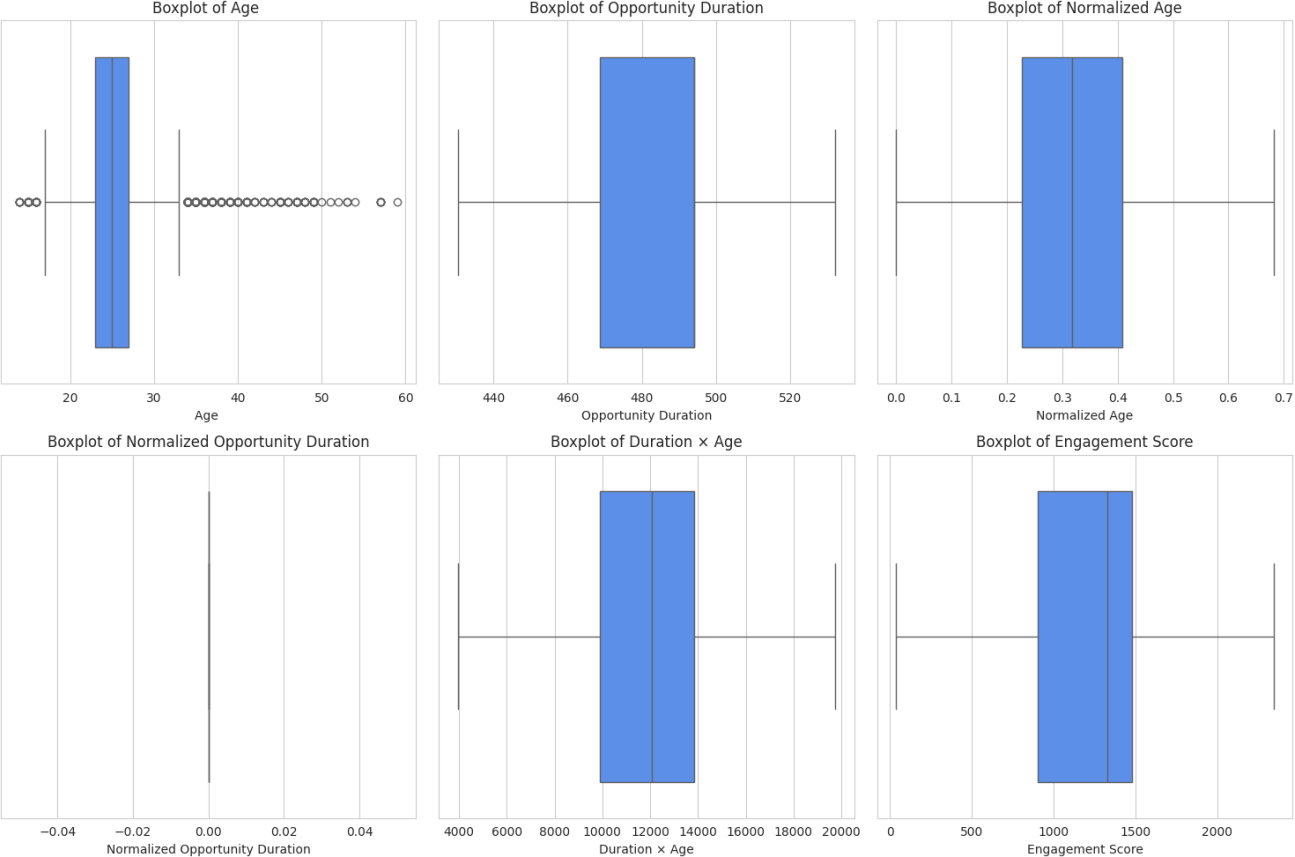 Boxplot of Age
Boxplot of Opportunity Duration
Boxplot of Normalized Age
20 30 40 50 60
440 460 480 500 520
0.0 0.1 0.2 0.3 0.4 0.5 0.6 0.7
Age
Opportunity Duration
Normalized Age
Boxplot of Normalized Opportunity Duration
Boxplot of Duration × Age
Boxplot of Engagement Score
−0.04 −0.02 0.00 0.02 0.04
4000 6000 8000 10000 12000 14000 16000 18000 20000
0 500 1000 1500 2000
Normalized Opportunity Duration
Duration × Age
Engagement Score